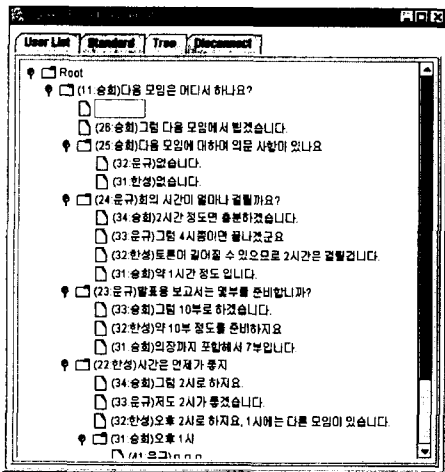 User List Standard Tree Disconnect
Root
(11:승희)다음 모임은 어디서 하나요?
(26:승희)그럼 다음 모임에서 뵙겠습니다.
(25:승희)다음 모임에 대하여 의문 사항이 있나요
(32:운규)없습니다.
(31:한성)없습니다.
(24:운규)회의 시간이 얼마나 걸릴까요?
(34:승희)2시간 정도면 충분하겠습니다.
(33:운규)그럼 4시쯤이면 끝나겠군요
(32:한성)토론이 길어질 수 있으므로 2시간은 걸릴겁니다.
(31:승희)약 1시간 정도 입니다.
(23:운규)발표용 보고서는 몇부를 준비합니까?
(33:승희)그럼 10부로 하겠습니다.
(32:한성)약 10부 정도를 준비하지요
(31:승희)의장까지 포함해서 7부입니다.
(22:한성)시간은 언제가 좋지
(34:승희)그럼 2시로 하지요.
(33:운규)저도 2시가 좋겠습니다.
(32:한성)오후 2시로 하지요, 1시에는 다른 모임이 있습니다.
(31:승희)오후 1시
(41:운규)ㅁㅁㅁ